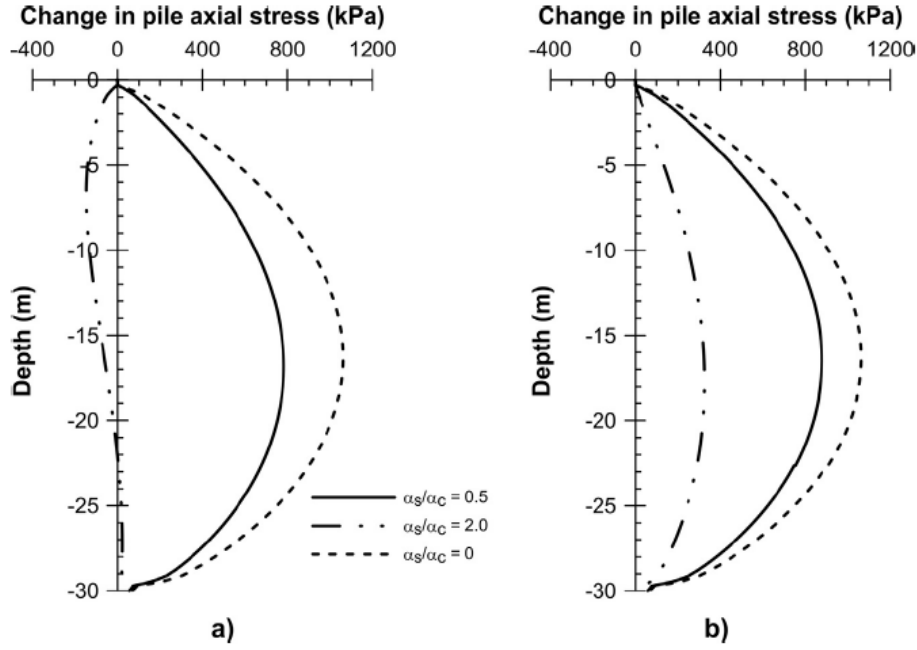 Change in pile axial stress (kPa)
-400 0 400 800 1200
0
-5
-10
-15
-20
-25
-30
Depth (m)
αS/αC = 0.5
αS/αC = 2.0
αS/αC = 0
a)
Change in pile axial stress (kPa)
-400 0 400 800 1200
0
-5
-10
-15
-20
-25
-30
Depth (m)
b)